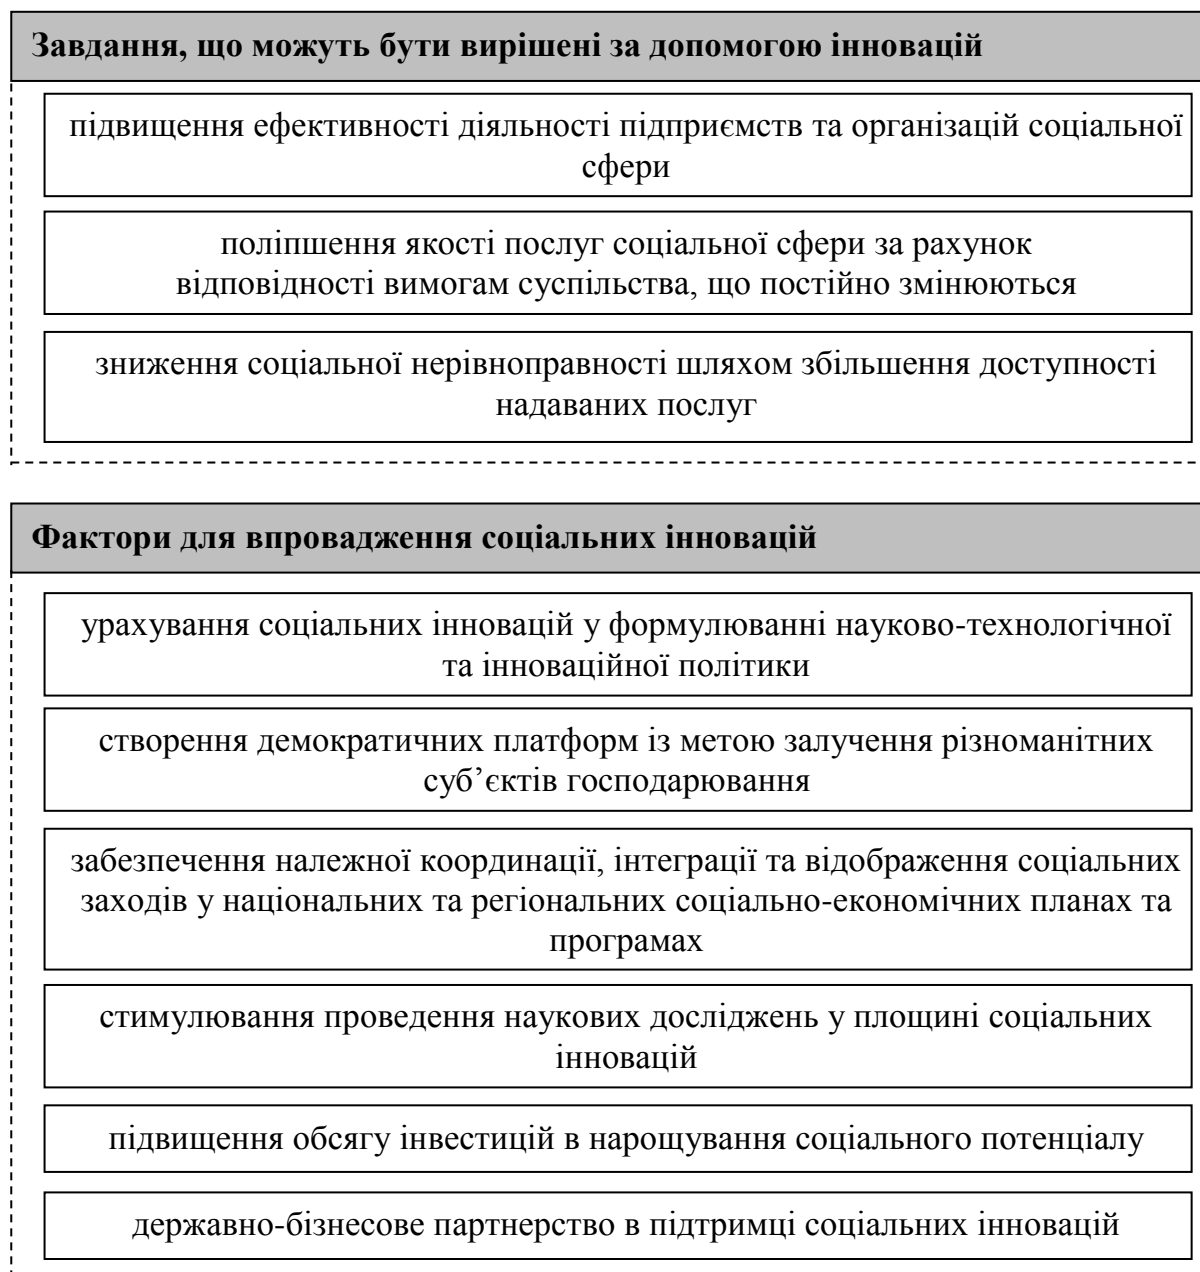 Завдання, що можуть бути вирішені за допомогою інновацій
підвищення ефективності діяльності підприємств та організацій соціальної
сфери
поліпшення якості послуг соціальної сфери за рахунок
відповідності вимогам суспільства, що постійно змінюються
зниження соціальної нерівноправності шляхом збільшення доступності
надаваних послуг
Фактори для впровадження соціальних інновацій
урахування соціальних інновацій у формулюванні науково-технологічної
та інноваційної політики
створення демократичних платформ із метою залучення різноманітних
суб’єктів господарювання
забезпечення належної координації, інтеграції та відображення соціальних
заходів у національних та регіональних соціально-економічних планах та
програмах
стимулювання проведення наукових досліджень у площині соціальних
інновацій
підвищення обсягу інвестицій в нарощування соціального потенціалу
державно-бізнесове партнерство в підтримці соціальних інновацій